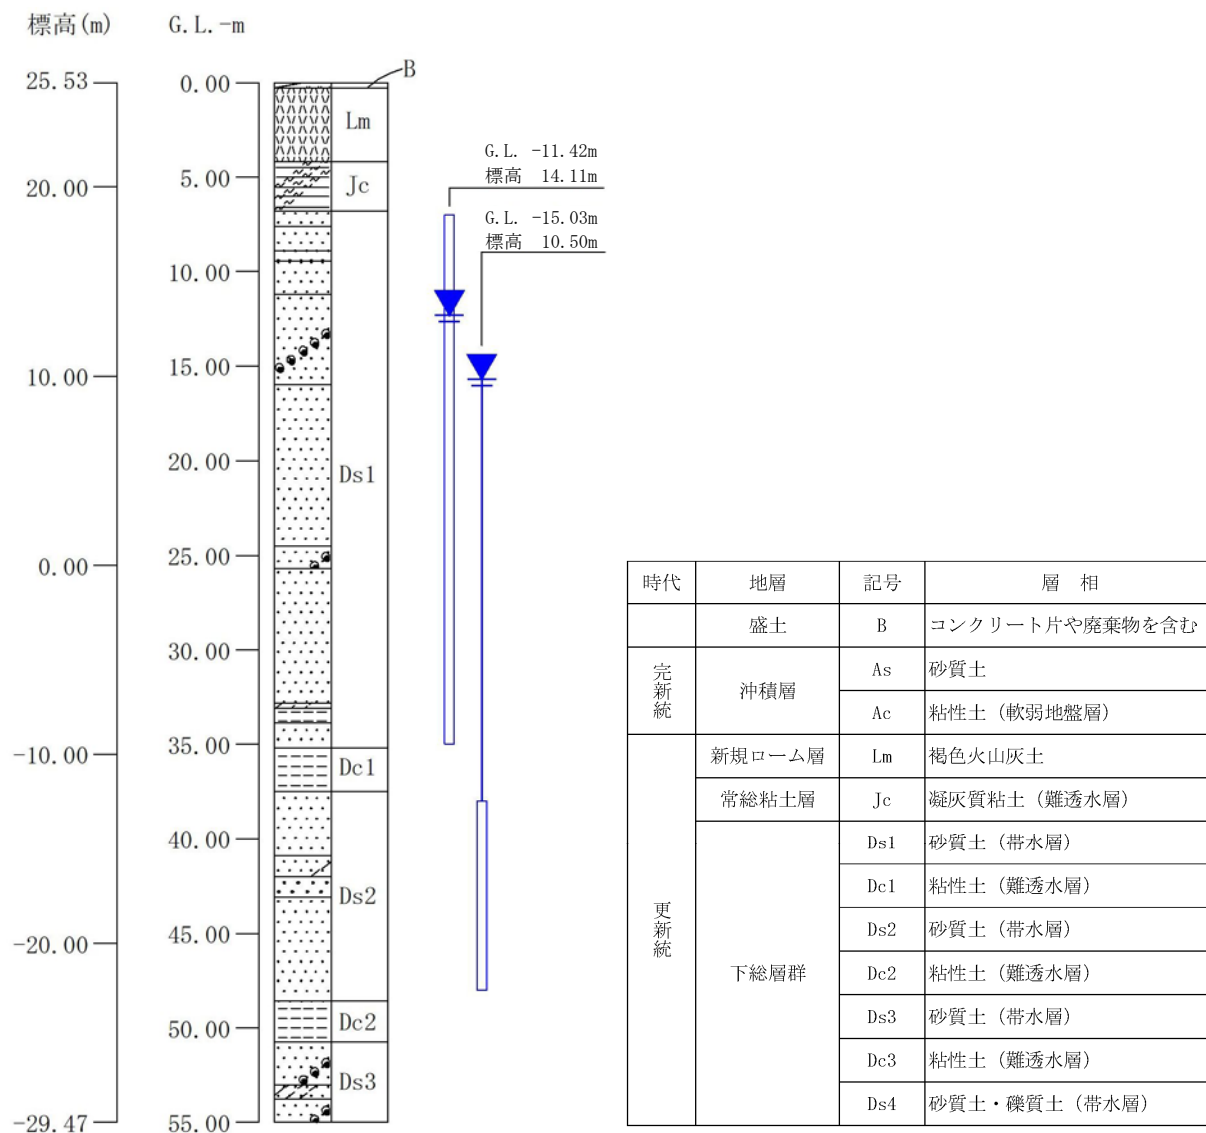 標高(m)
G.L.-m
25.53
20.00
10.00
0.00
-10.00
-20.00
-29.47
0.00
5.00
10.00
15.00
20.00
25.00
30.00
35.00
40.00
45.00
50.00
55.00
B
Lm
Jc
Ds1
Dc1
Ds2
Dc2
Ds3
G.L. -11.42m
標高 14.11m
G.L. -15.03m
標高 10.50m
時代 地層 記号 層 相
盛土 B コンクリート片や廃棄物を含む
完新統 沖積層 As 砂質土
Ac 粘性土（軟弱地盤層）
更新統 新規ローム層 Lm 褐色火山灰土
常総粘土層 Jc 凝灰質粘土（難透水層）
下総層群 Ds1 砂質土（帯水層）
Dc1 粘性土（難透水層）
Ds2 砂質土（帯水層）
Dc2 粘性土（難透水層）
Ds3 砂質土（帯水層）
Dc3 粘性土（難透水層）
Ds4 砂質土・礫質土（帯水層）